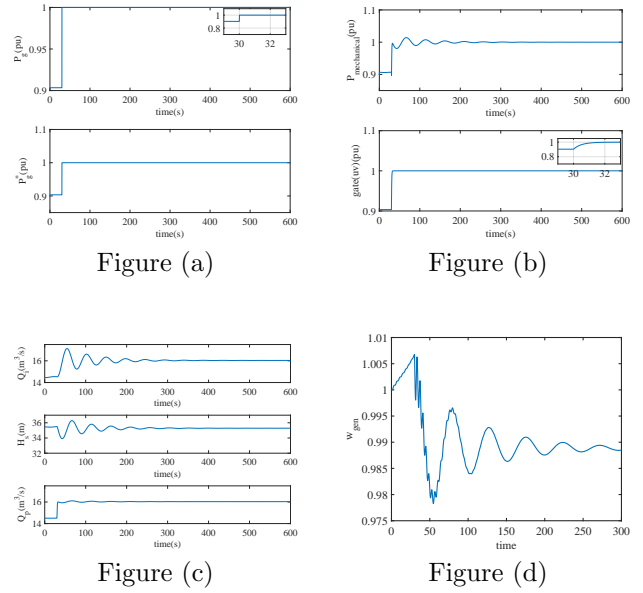 P_g(pu)
1
0.95
0.9
1
0.8
30 32
0 100 200 300 400 500 600
time(s)
P_g^*(pu)
1.1
1
0.9
0 100 200 300 400 500 600
time(s)
Figure (a)
P_mechanical(pu)
1.1
1
0.9
0 100 200 300 400 500 600
time(s)
gate(uv)(pu)
1.1
1
0.9
1
0.8
30 32
0 100 200 300 400 500 600
time(s)
Figure (b)
Q_i(m^3/s)
16
14
0 100 200 300 400 500 600
time(s)
H_s(m)
36
34
32
0 100 200 300 400 500 600
time(s)
Q_p(m^3/s)
16
14
0 100 200 300 400 500 600
time(s)
Figure (c)
w_gen
1.01
1.005
1
0.995
0.99
0.985
0.98
0.975
0 50 100 150 200 250 300
time
Figure (d)